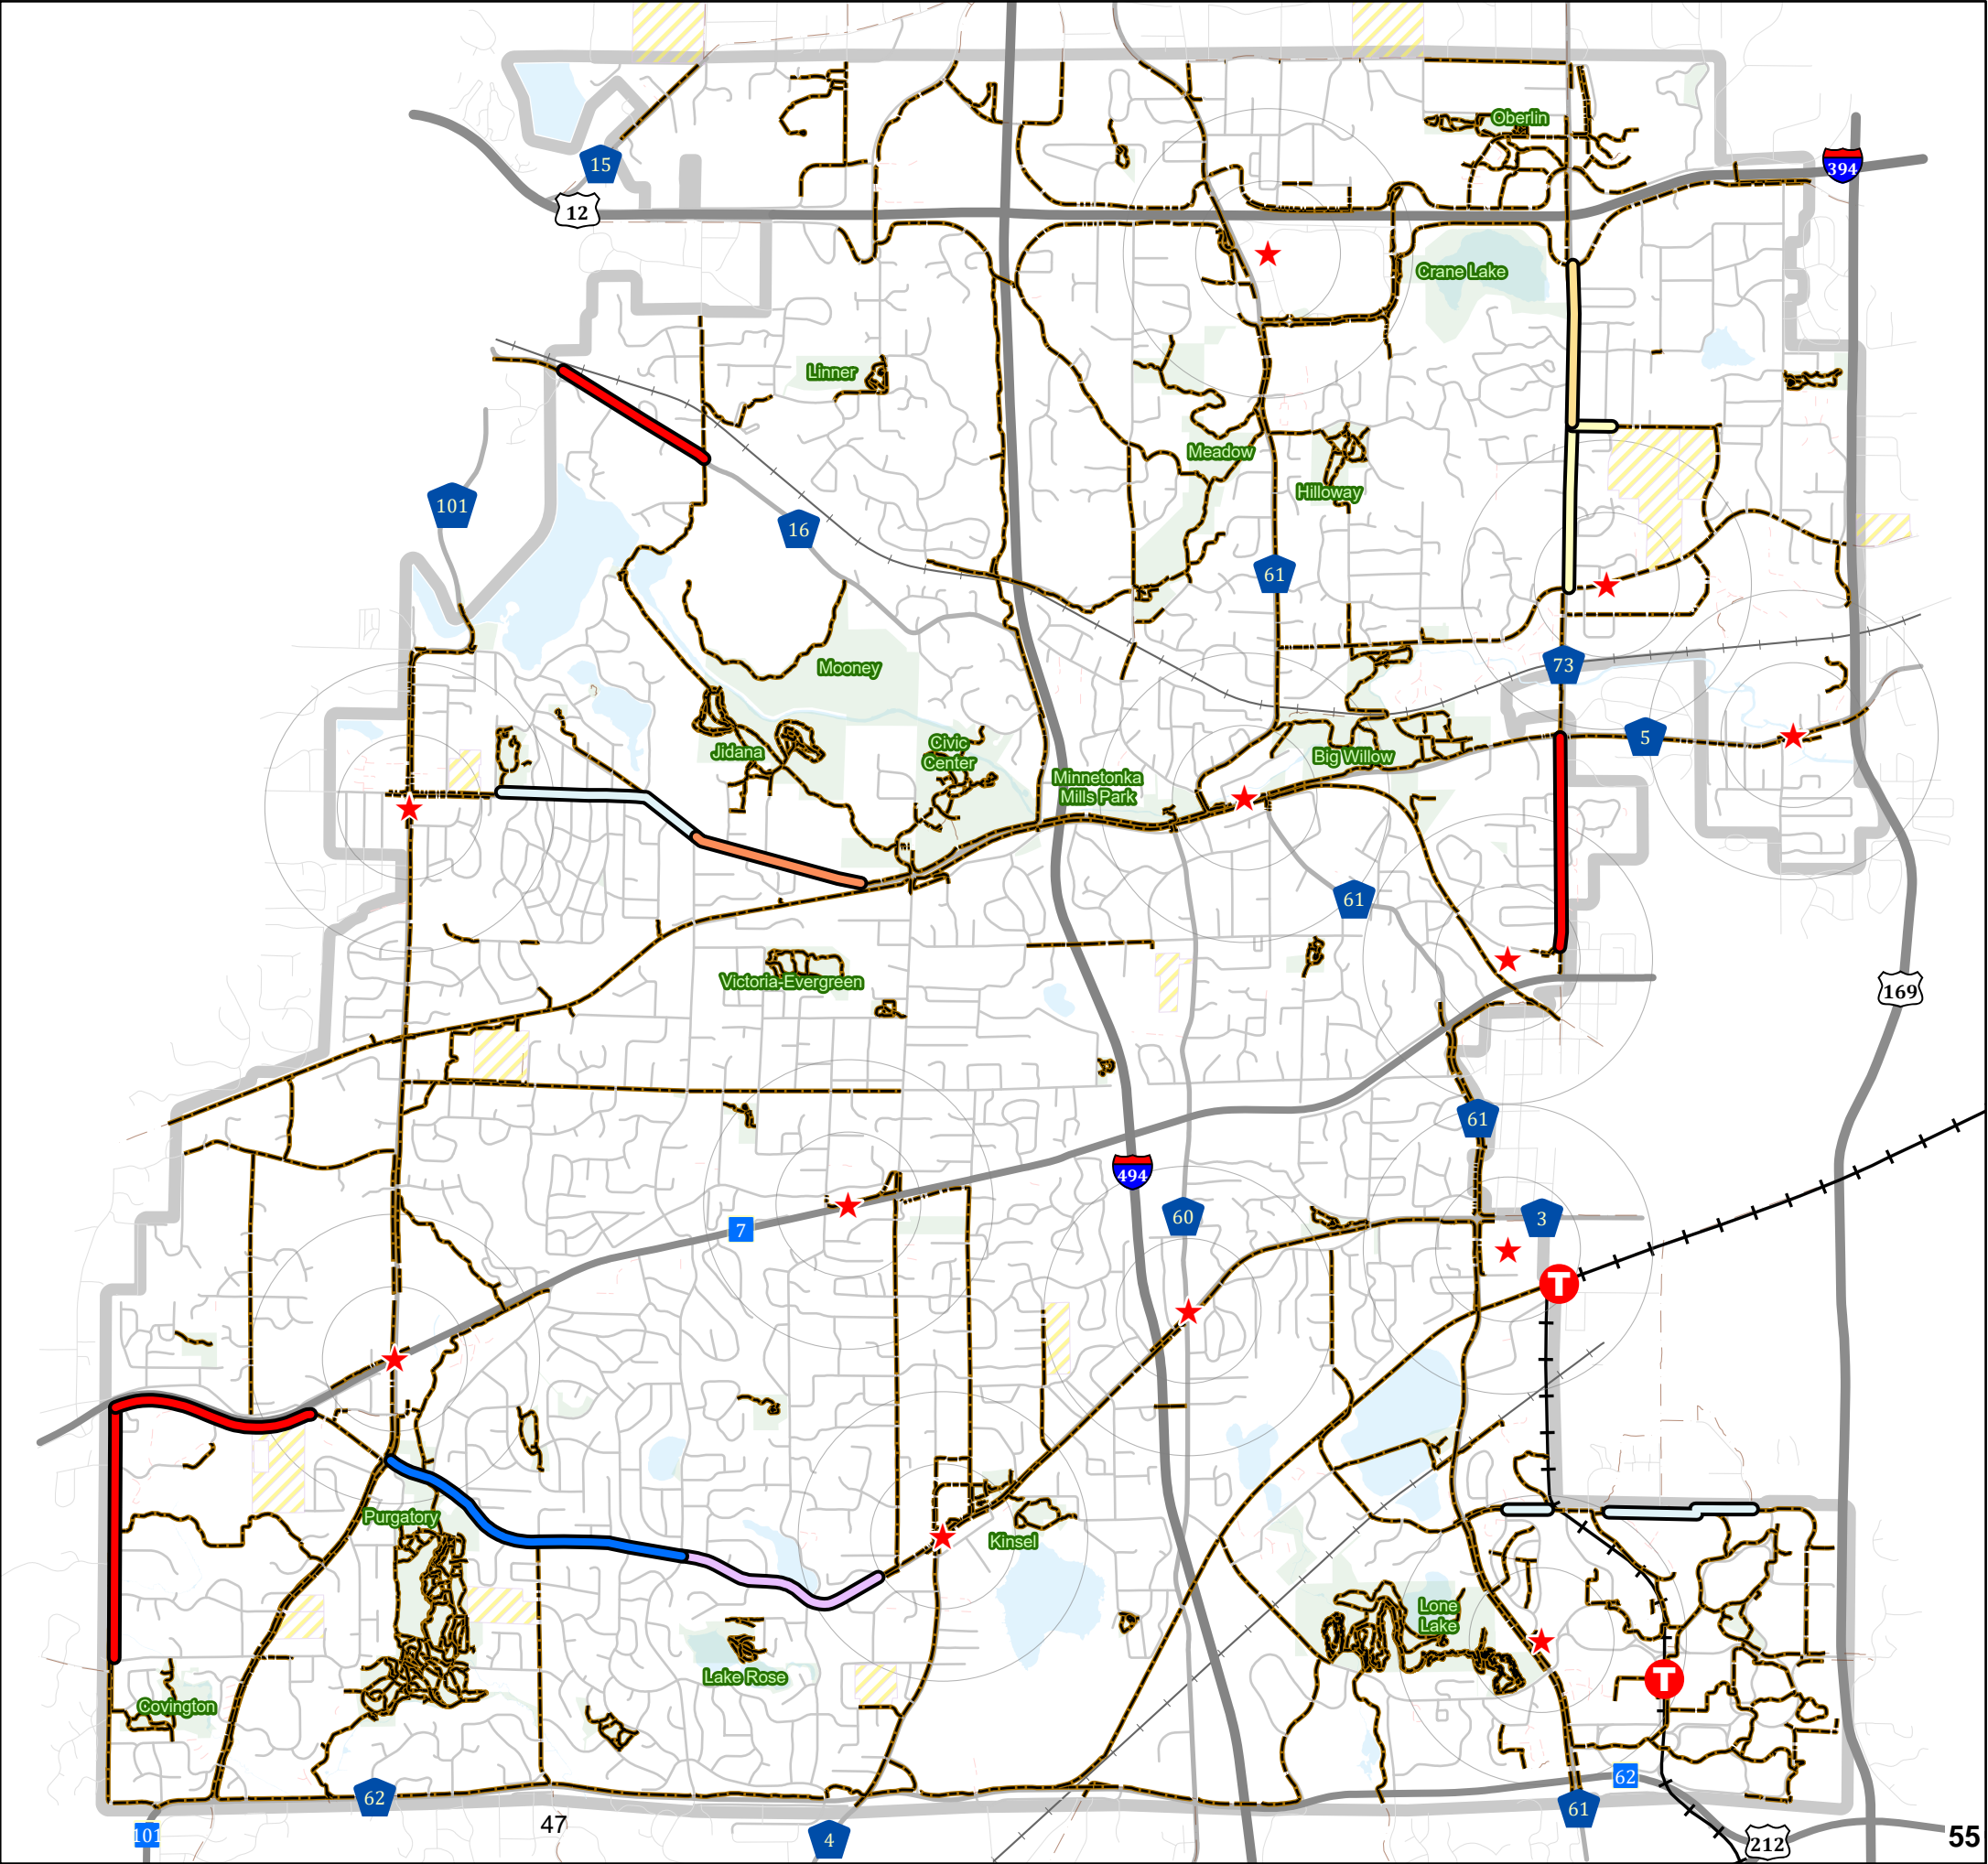 Oberlin
15
394
12
Crane Lake
Linner
Meadow
Hilloway
101
16
61
Mooney
73
5
Jidana
Civic
Center
Big Willow
Minnetonka
Mills Park
61
Victoria-Evergreen
169
61
494
60
3
7
T
Purgatory
Kinsel
Lone
Lake
Lake Rose
T
Covington
62
62
61
47
101
4
212
55